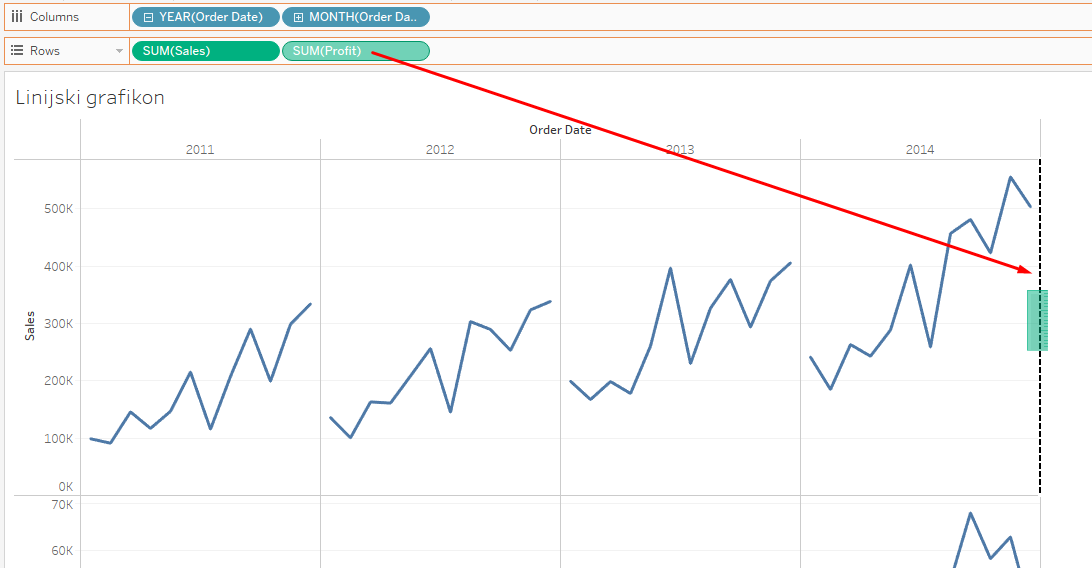 Columns YEAR(Order Date) MONTH(Order Da..
Rows SUM(Sales) SUM(Profit)
Linijski grafikon
Order Date
2011 2012 2013 2014
500K
400K
300K
Sales
200K
100K
0K
70K
60K